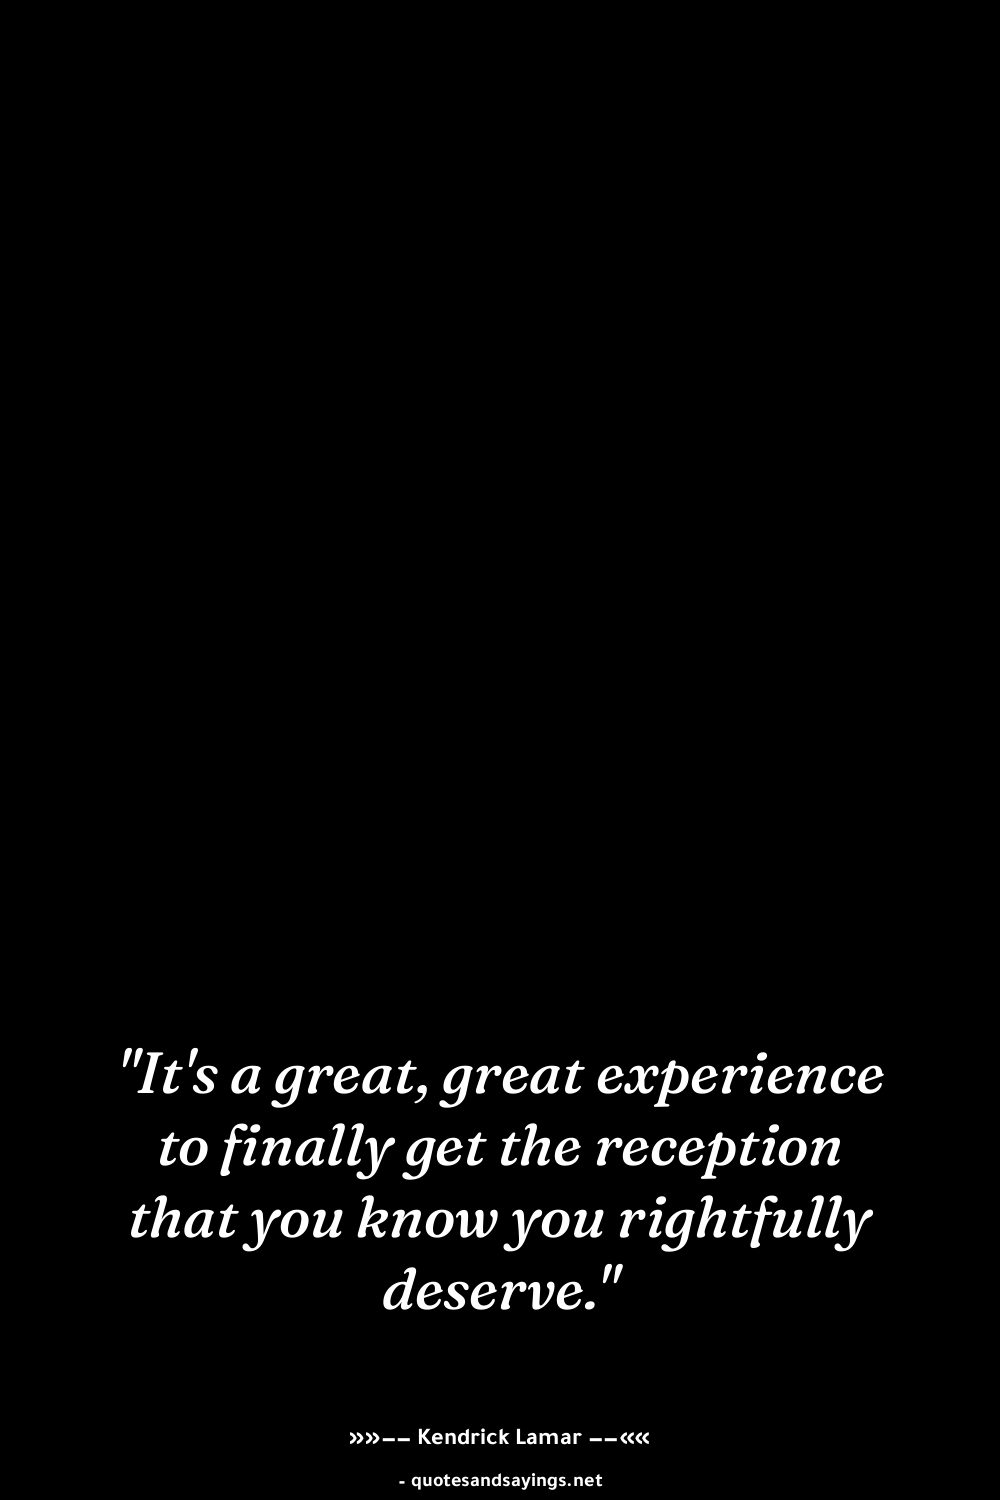 "It's a great, great experience
to finally get the reception
that you know you rightfully
deserve."
»»–– Kendrick Lamar ––««
- quotesandsayings.net